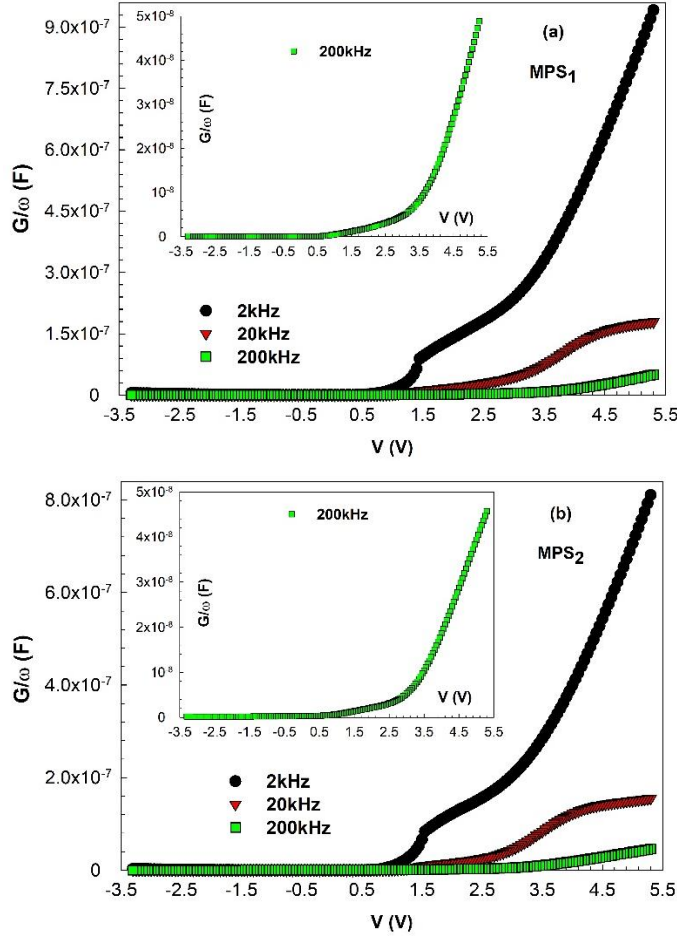 (a)
MPS1
G/ω (F)
9.0x10-7
7.5x10-7
6.0x10-7
4.5x10-7
3.0x10-7
1.5x10-7
0
-3.5 -2.5 -1.5 -0.5 0.5 1.5 2.5 3.5 4.5 5.5
V (V)
2kHz
20kHz
200kHz
200kHz
G/ω (F)
5x10-8
4x10-8
3x10-8
2x10-8
1x10-8
0
V (V)
-3.5 -2.5 -1.5 -0.5 0.5 1.5 2.5 3.5 4.5 5.5
(b)
MPS2
G/ω (F)
8.0x10-7
6.0x10-7
4.0x10-7
2.0x10-7
0
-3.5 -2.5 -1.5 -0.5 0.5 1.5 2.5 3.5 4.5 5.5
V (V)
2kHz
20kHz
200kHz
200kHz
G/ω (F)
5x10-8
4x10-8
3x10-8
2x10-8
1x10-8
0
V (V)
-3.5 -2.5 -1.5 -0.5 0.5 1.5 2.5 3.5 4.5 5.5